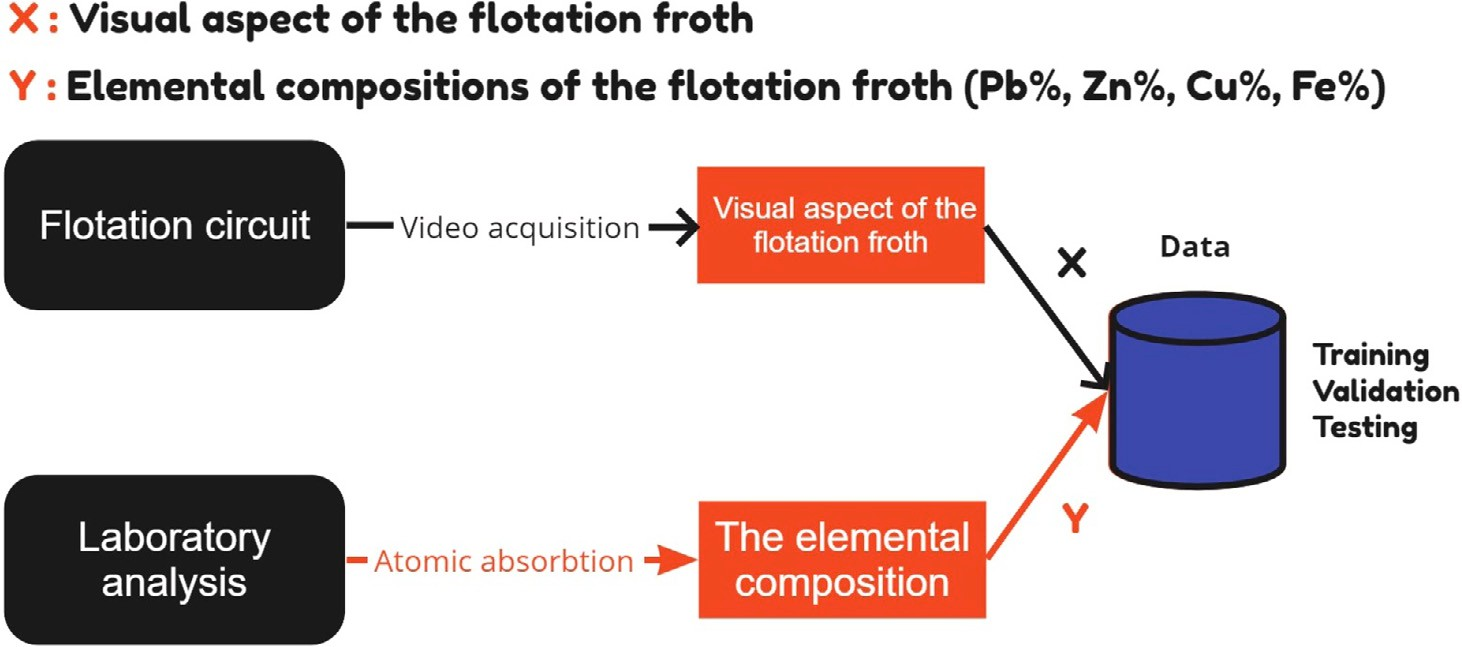 X : Visual aspect of the flotation froth
Y : Elemental compositions of the flotation froth (Pb%, Zn%, Cu%, Fe%)
Flotation circuit
Video acquisition
Visual aspect of the
flotation froth
X
Data
Training
Validation
Testing
Laboratory
analysis
Atomic absorbtion
The elemental
composition
Y